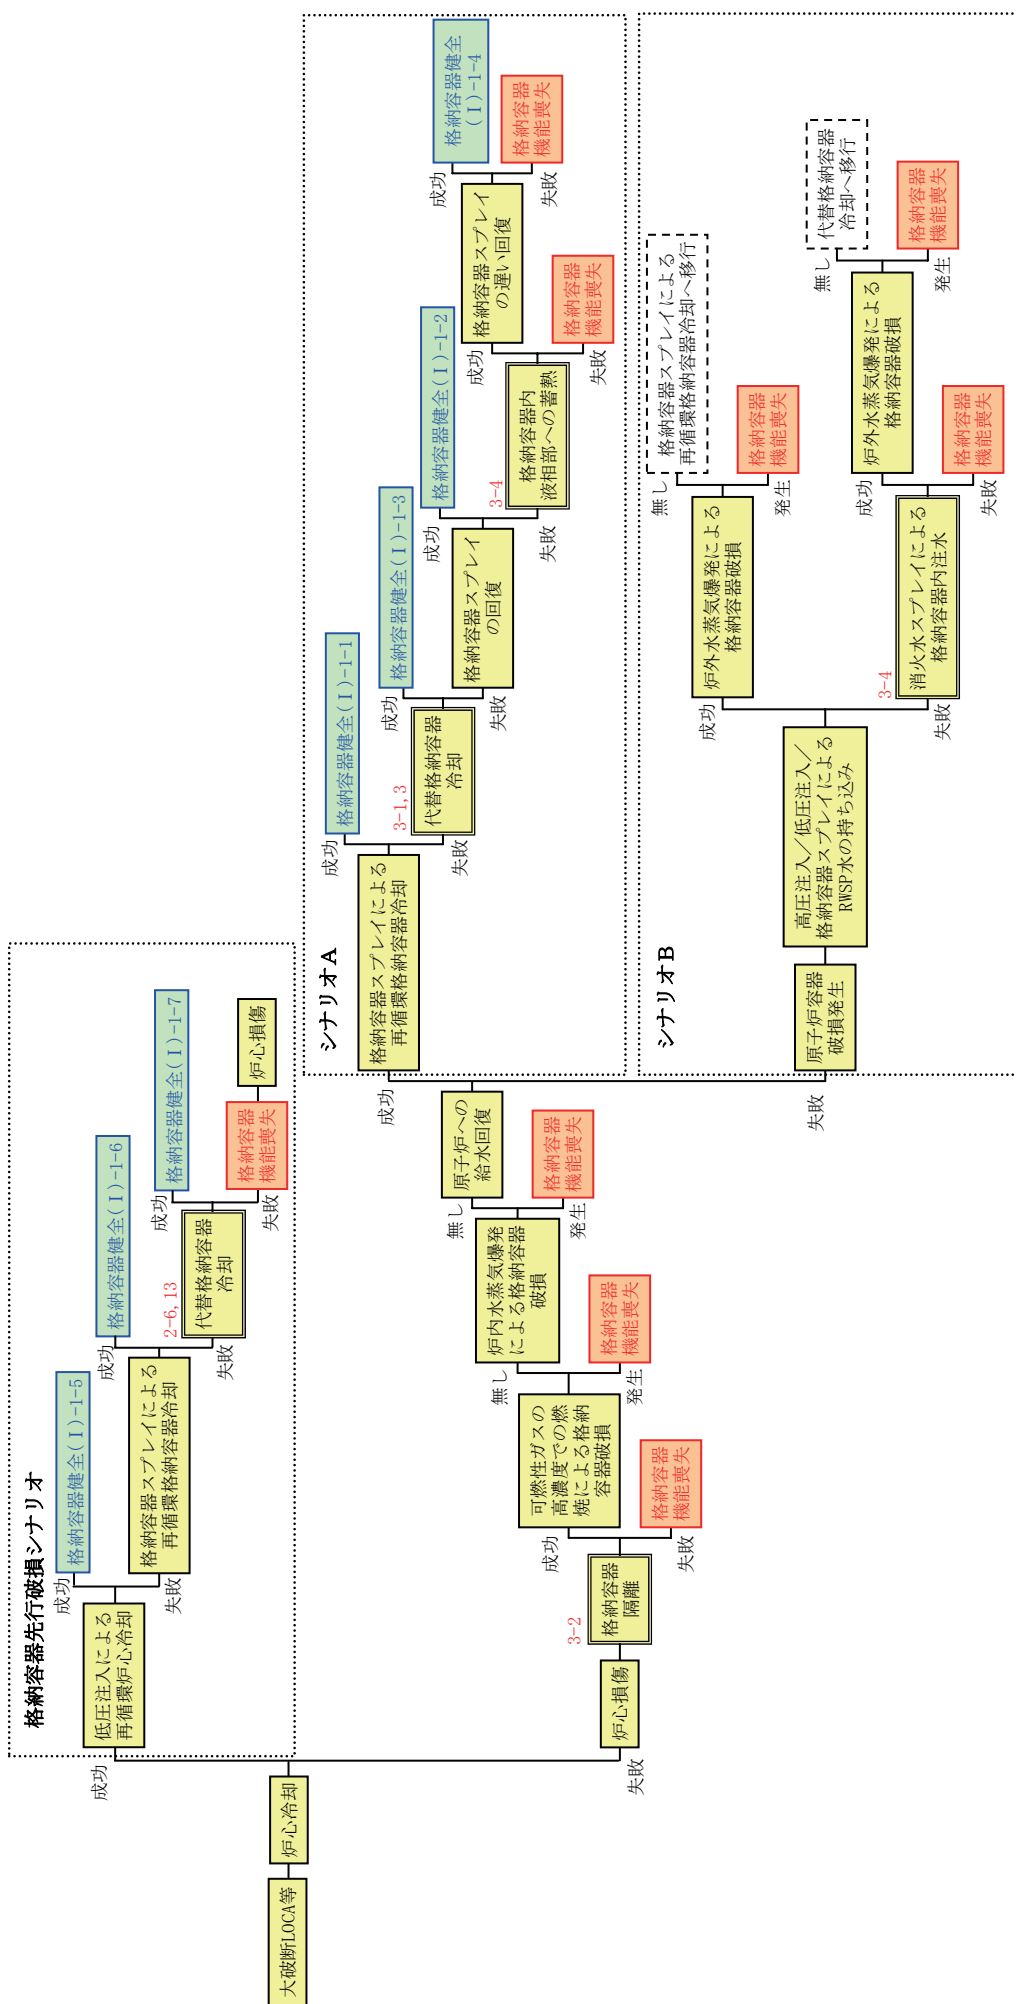 大破断LOCA等
炉心冷却
成功
失敗
格納容器先行破損シナリオ
低圧注入による
再循環炉心冷却
成功
格納容器健全(I)-1-5
失敗
格納容器スプレイによる
再循環格納容器冷却
成功
格納容器健全(I)-1-6
失敗
2-6,13
代替格納容器
冷却
成功
格納容器健全(I)-1-7
失敗
格納容器
機能喪失
炉心損傷
炉心損傷
3-2
格納容器
隔離
成功
失敗
格納容器
機能喪失
可燃性ガスの
高濃度での燃
焼による格納
容器破損
無し
発生
格納容器
機能喪失
炉内水蒸気爆発
による格納容器
破損
無し
発生
格納容器
機能喪失
原子炉への
給水回復
成功
失敗
シナリオA
格納容器スプレイによる
再循環格納容器冷却
成功
格納容器健全(I)-1-1
失敗
3-1,3
代替格納容器
冷却
成功
格納容器健全(I)-1-3
失敗
格納容器スプレイ
の回復
成功
格納容器健全(I)-1-2
失敗
3-4
格納容器内
液相部への蓄熱
成功
失敗
格納容器
機能喪失
格納容器スプレイ
の遅い回復
成功
格納容器健全
(I)-1-4
失敗
格納容器
機能喪失
シナリオB
原子炉容器
破損発生
高圧注入/低圧注入/
格納容器スプレイによる
RWSP水の持ち込み
成功
失敗
炉外水蒸気爆発による
格納容器破損
無し
格納容器スプレイによる
再循環格納容器冷却へ移行
発生
格納容器
機能喪失
3-4
消火水スプレイによる
格納容器内注水
成功
失敗
格納容器
機能喪失
炉外水蒸気爆発による
格納容器破損
無し
代替格納容器
冷却へ移行
発生
格納容器
機能喪失